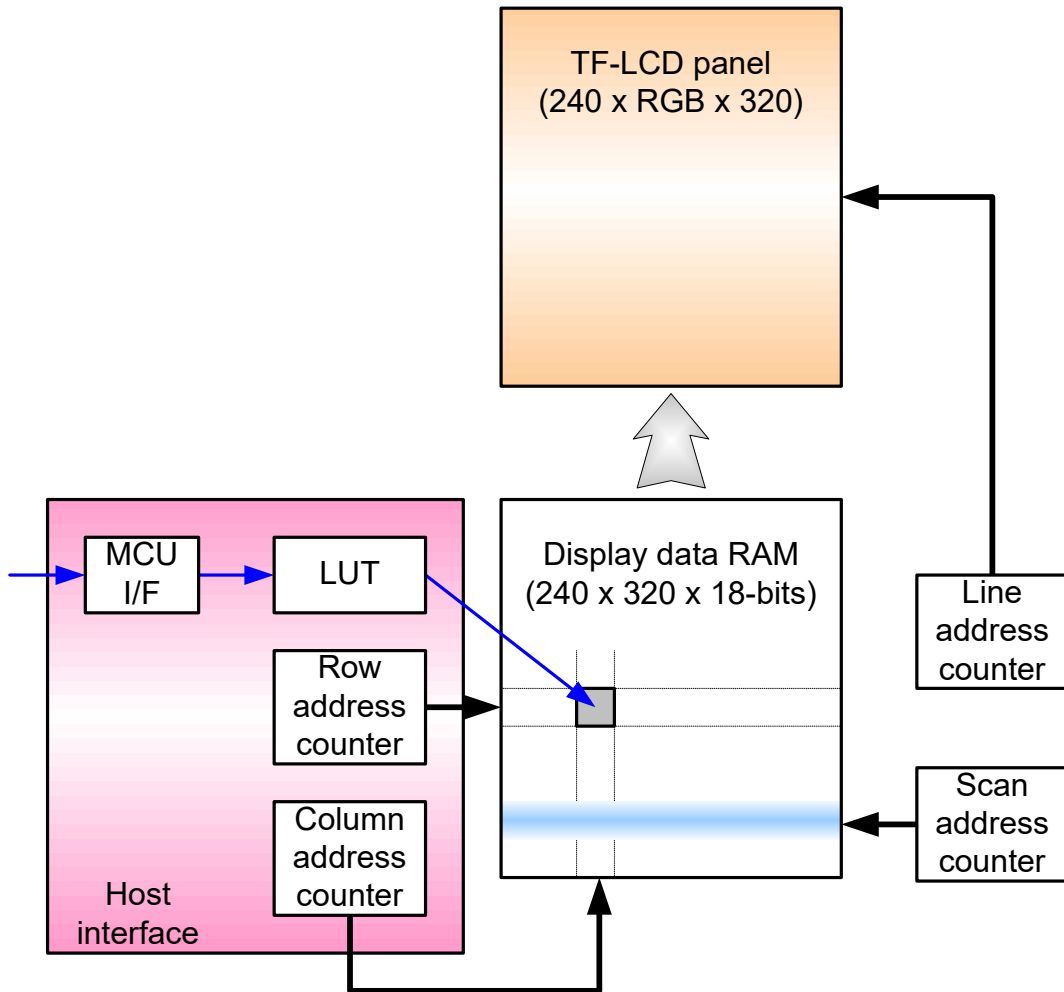 TF-LCD panel
(240 x RGB x 320)
MCU
I/F
LUT
Display data RAM
(240 x 320 x 18-bits)
Line
address
counter
Row
address
counter
Scan
address
counter
Column
address
counter
Host
interface